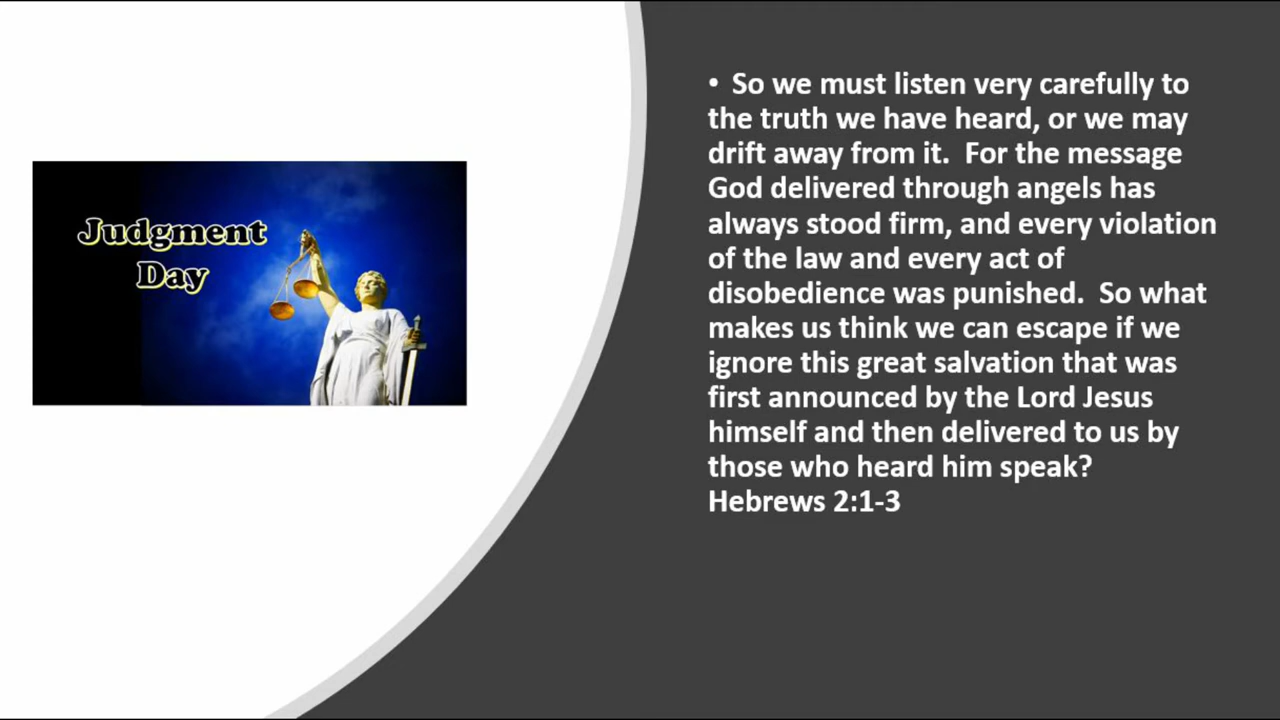 Judgment
Day
• So we must listen very carefully to
the truth we have heard, or we may
drift away from it.  For the message
God delivered through angels has
always stood firm, and every violation
of the law and every act of
disobedience was punished.  So what
makes us think we can escape if we
ignore this great salvation that was
first announced by the Lord Jesus
himself and then delivered to us by
those who heard him speak?
Hebrews 2:1-3